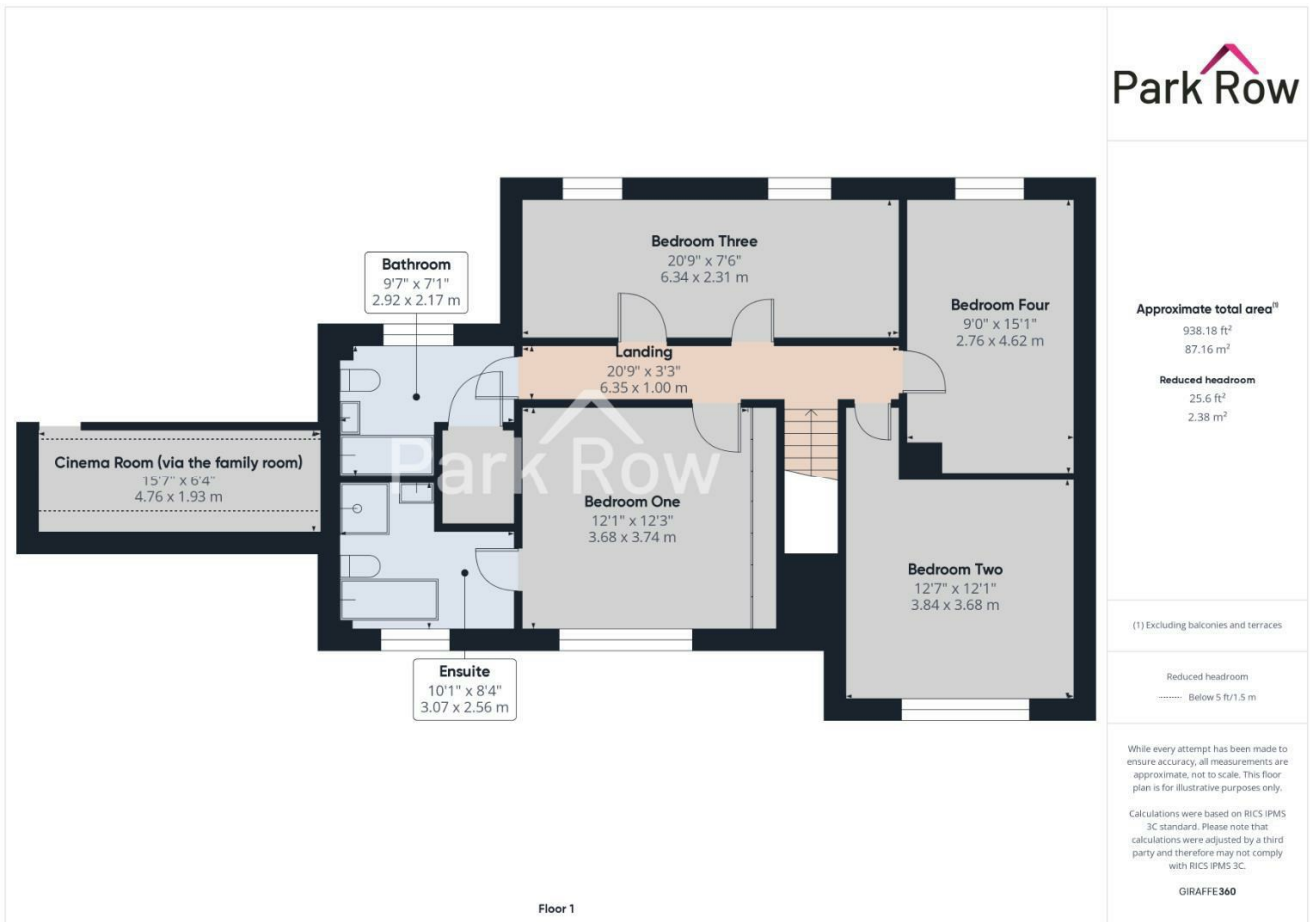 Park Row
Bathroom
9'7" x 7'1"
2.92 x 2.17 m
Bedroom Three
20'9" x 7'6"
6.34 x 2.31 m
Bedroom Four
9'0" x 15'1"
2.76 x 4.62 m
Landing
20'9" x 3'3"
6.35 x 1.00 m
Cinema Room (via the family room)
15'7" x 6'4"
4.76 x 1.93 m
Park Row
Bedroom One
12'1" x 12'3"
3.68 x 3.74 m
Bedroom Two
12'7" x 12'1"
3.84 x 3.68 m
Ensuite
10'1" x 8'4"
3.07 x 2.56 m
Floor 1
Approximate total area(1)
938.18 ft²
87.16 m²
Reduced headroom
25.6 ft²
2.38 m²
(1) Excluding balconies and terraces
Reduced headroom
Below 5 ft/1.5 m
While every attempt has been made to
ensure accuracy, all measurements are
approximate, not to scale. This floor
plan is for illustrative purposes only.
Calculations were based on RICS IPMS
3C standard. Please note that
calculations were adjusted by a third
party and therefore may not comply
with RICS IPMS 3C.
GIRAFFE360